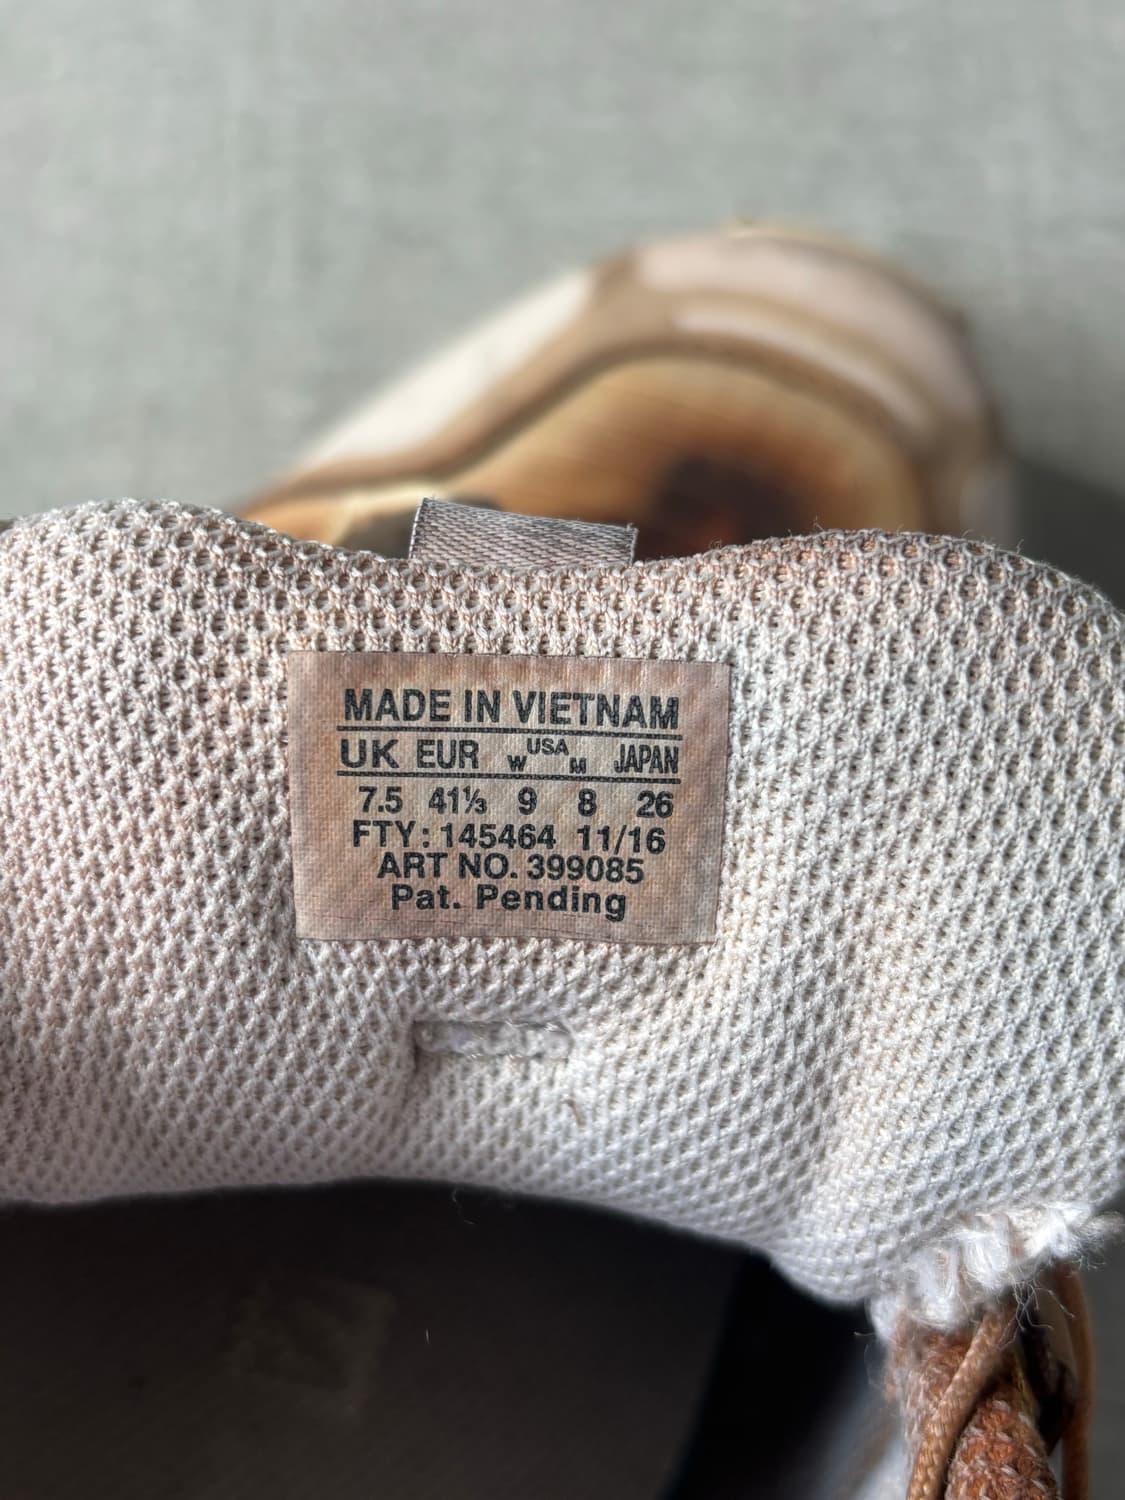 MADE IN VIETNAM
UK EUR W USA M JAPAN
7.5 41⅓ 9 8 26
FTY: 145464 11/16
ART NO. 399085
Pat. Pending